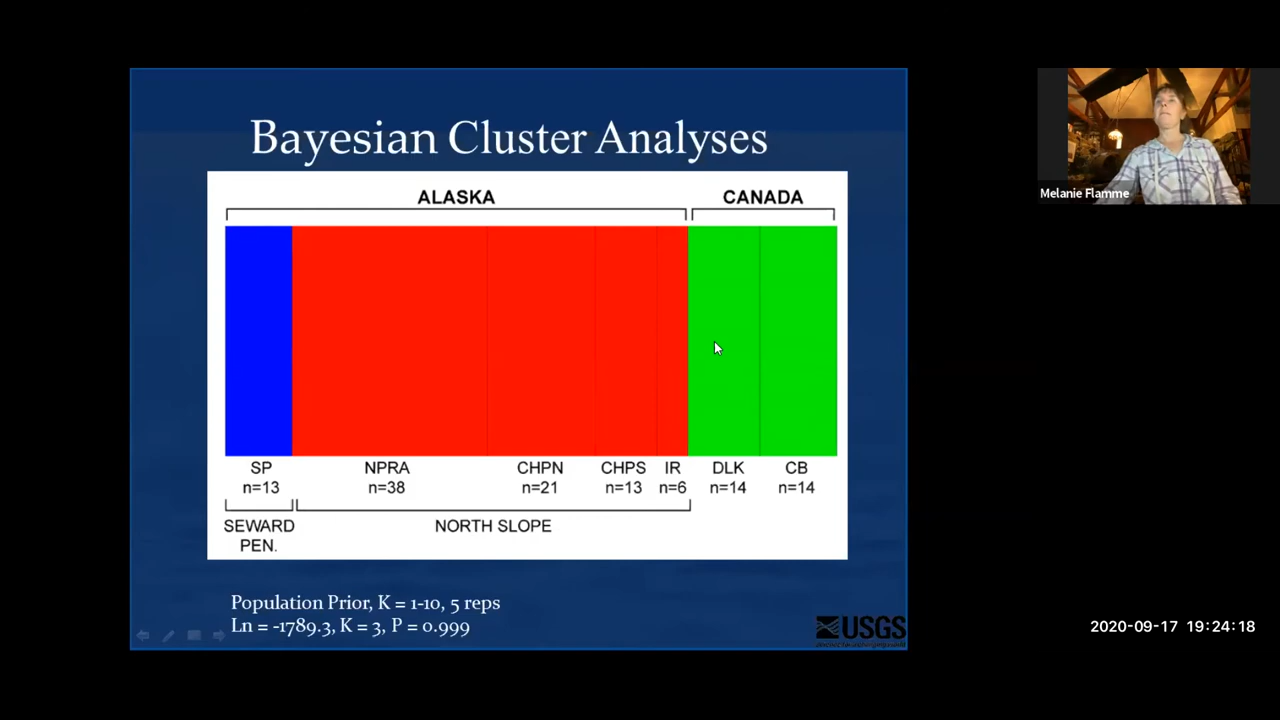 Bayesian Cluster Analyses
ALASKA CANADA
SP NPRA CHPN CHPS IR DLK CB
n=13 n=38 n=21 n=13 n=6 n=14 n=14
SEWARD PEN. NORTH SLOPE
Population Prior, K = 1-10, 5 reps
Ln = -1789.3, K = 3, P = 0.999
USGS
Melanie Flamme
2020-09-17 19:24:18